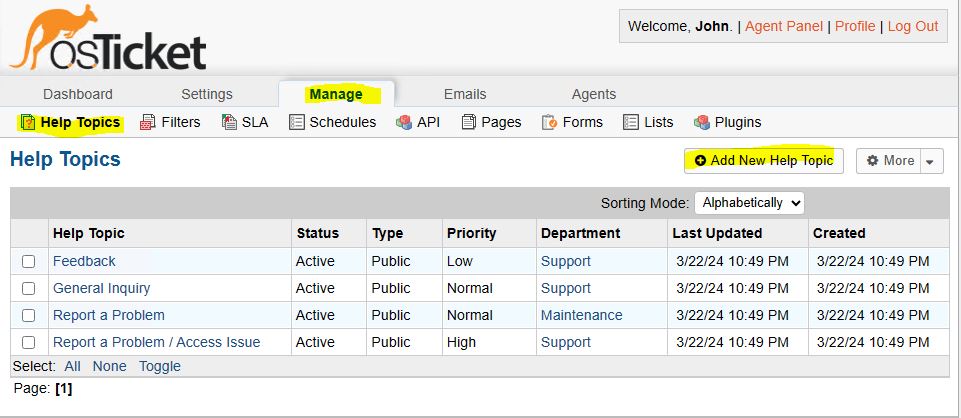 Welcome, John. | Agent Panel | Profile | Log Out
osTicket
Dashboard Settings Manage Emails Agents
Help Topics Filters SLA Schedules API Pages Forms Lists Plugins
Help Topics Add New Help Topic More
Sorting Mode: Alphabetically
Help Topic Status Type Priority Department Last Updated Created
Feedback Active Public Low Support 3/22/24 10:49 PM 3/22/24 10:49 PM
General Inquiry Active Public Normal Support 3/22/24 10:49 PM 3/22/24 10:49 PM
Report a Problem Active Public Normal Maintenance 3/22/24 10:49 PM 3/22/24 10:49 PM
Report a Problem / Access Issue Active Public High Support 3/22/24 10:49 PM 3/22/24 10:49 PM
Select: All None Toggle
Page: [1]